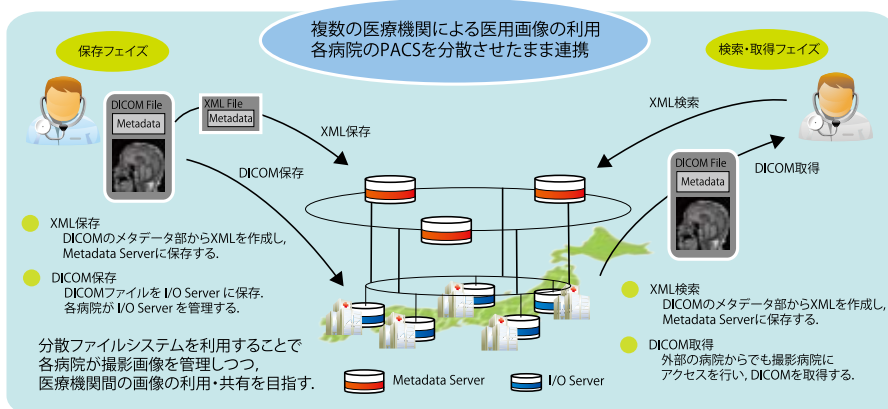 複数の医療機関による医用画像の利用
各病院のPACSを分散させたまま連携
保存フェイズ
検索・取得フェイズ
DICOM File
Metadata
XML File
Metadata
XML保存
DICOM保存
XML検索
DICOM取得
DICOM File
Metadata
XML保存
DICOMのメタデータ部からXMLを作成し,
Metadata Serverに保存する.
DICOM保存
DICOMファイルを I/O Server に保存.
各病院が I/O Server を管理する.
分散ファイルシステムを利用することで
各病院が撮影画像を管理しつつ,
医療機関間の画像の利用・共有を目指す.
XML検索
DICOMのメタデータ部からXMLを作成し,
Metadata Serverに保存する.
DICOM取得
外部の病院からでも撮影病院に
アクセスを行い, DICOMを取得する.
Metadata Server
I/O Server